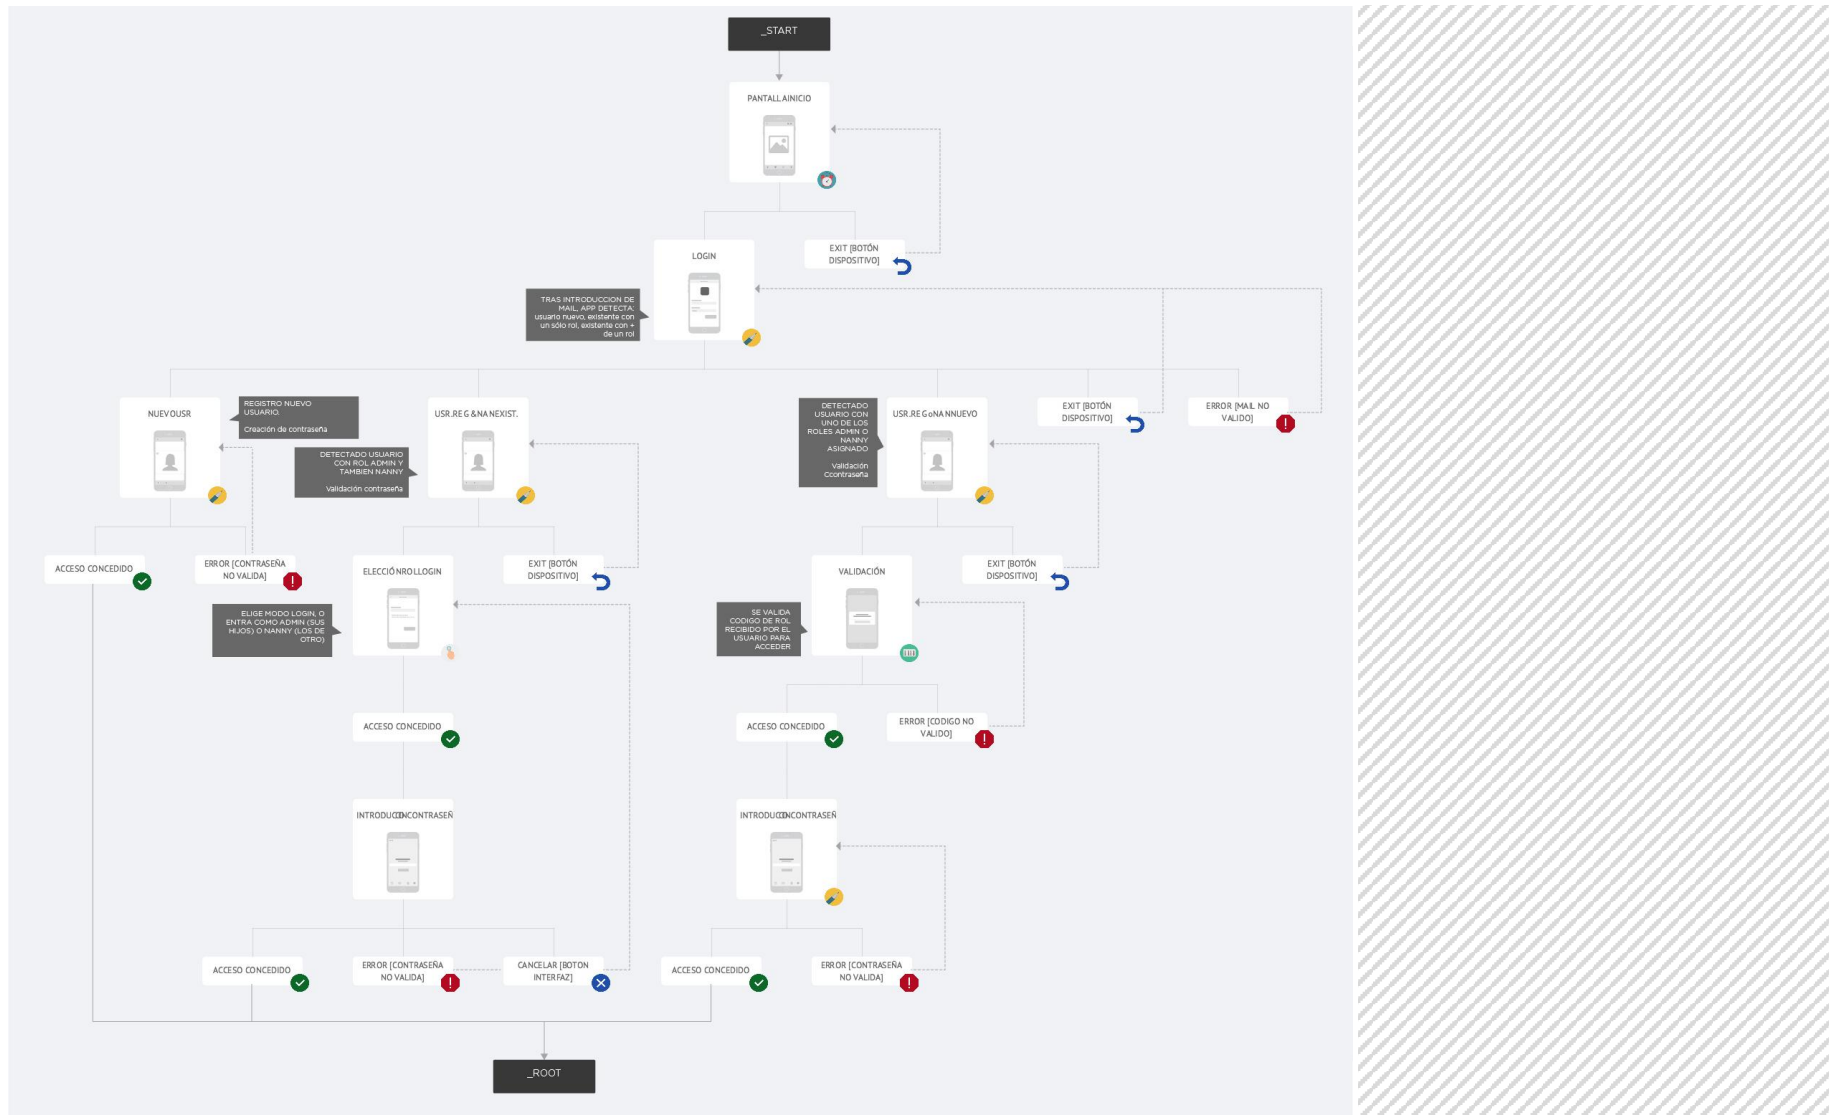 _START
PANTALLAINICIO
EXIT [BOTÓN
DISPOSITIVO]
LOGIN
TRAS INTRODUCCION DE
MAIL, APP DETECTA:
usuario nuevo, existente con
un sólo rol, existente con +
de un rol
NUEVOUSR
REGISTRO NUEVO
USUARIO.
Creación de contraseña
USR.REG&NANEXIST.
DETECTADO USUARIO
CON ROL ADMIN Y
TAMBIEN NANNY
Validación contraseña
DETECTADO
USUARIO CON
UNO DE LOS
ROLES ADMIN O
NANNY
ASIGNADO
Validación
Ccontraseña
USR.REGoNANNUEVO
EXIT [BOTÓN
DISPOSITIVO]
ERROR [MAIL NO
VALIDO]
ACCESO CONCEDIDO
ERROR [CONTRASEÑA
NO VALIDA]
ELECCIÓNROLLOGIN
EXIT [BOTÓN
DISPOSITIVO]
VALIDACIÓN
EXIT [BOTÓN
DISPOSITIVO]
ELIGE MODO LOGIN, O
ENTRA COMO ADMIN (SUS
HIJOS) O NANNY (LOS DE
OTRO)
SE VALIDA
CODIGO DE ROL
RECIBIDO POR EL
USUARIO PARA
ACCEDER
ACCESO CONCEDIDO
ACCESO CONCEDIDO
ERROR [CODIGO NO
VALIDO]
ACCESO CONCEDIDO
ERROR [CONTRASEÑA
NO VALIDA]
CANCELAR [BOTON
INTERFAZ]
ACCESO CONCEDIDO
ERROR [CONTRASEÑA
NO VALIDA]
_ROOT